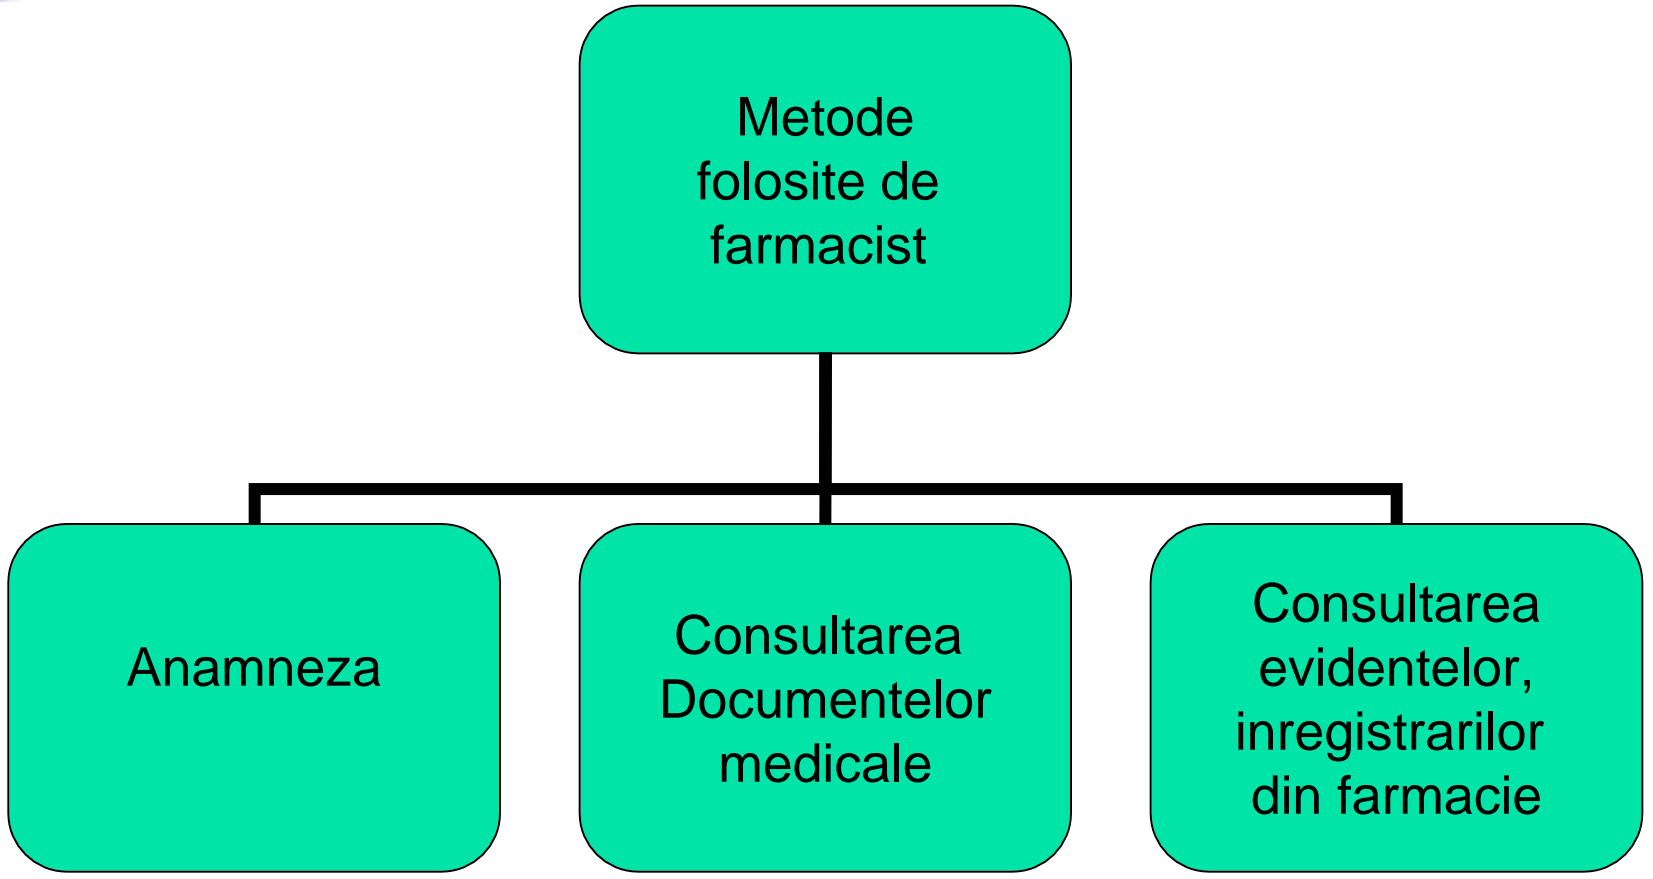 Metode
folosite de
farmacist
Anamneza
Consultarea
Documentelor
medicale
Consultarea
evidentelor,
inregistrarilor
din farmacie